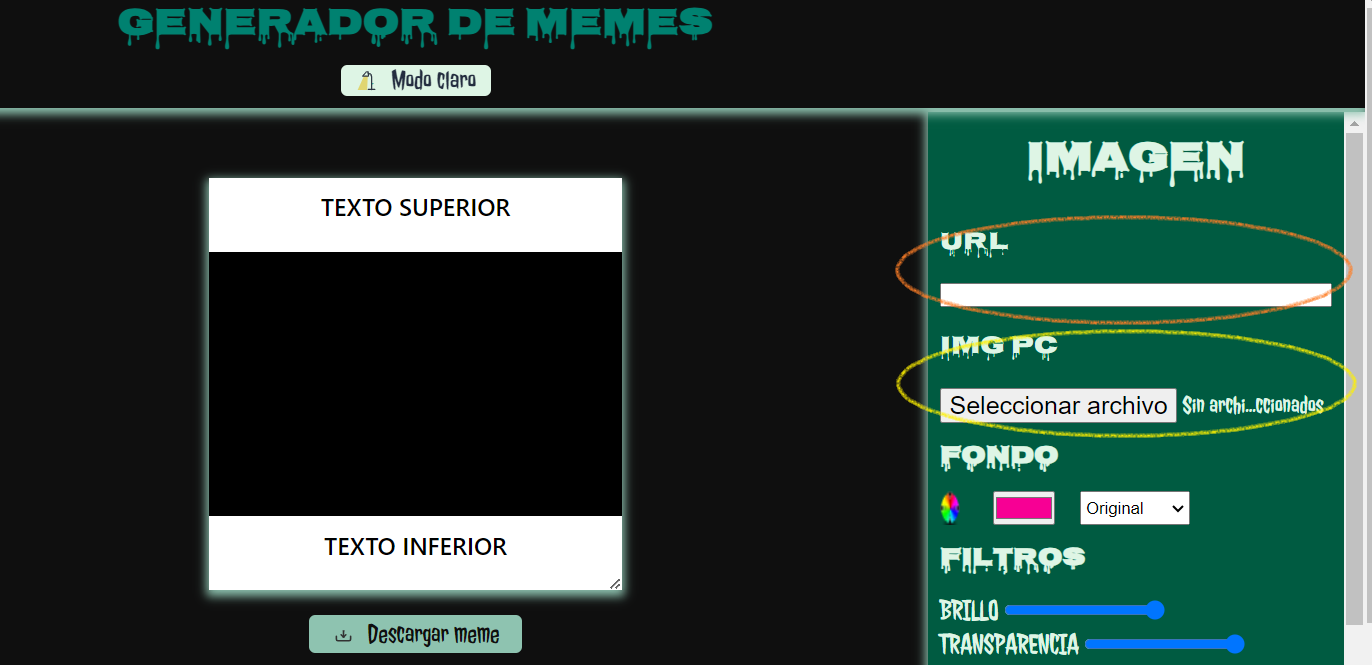 GENERADOR DE MEMES
Modo Claro
IMAGEN
TEXTO SUPERIOR
URL
IMG PC
Seleccionar archivo Sin archi...ccionados
FONDO
Original
TEXTO INFERIOR
FILTROS
BRILLO
TRANSPARENCIA
Descargar meme